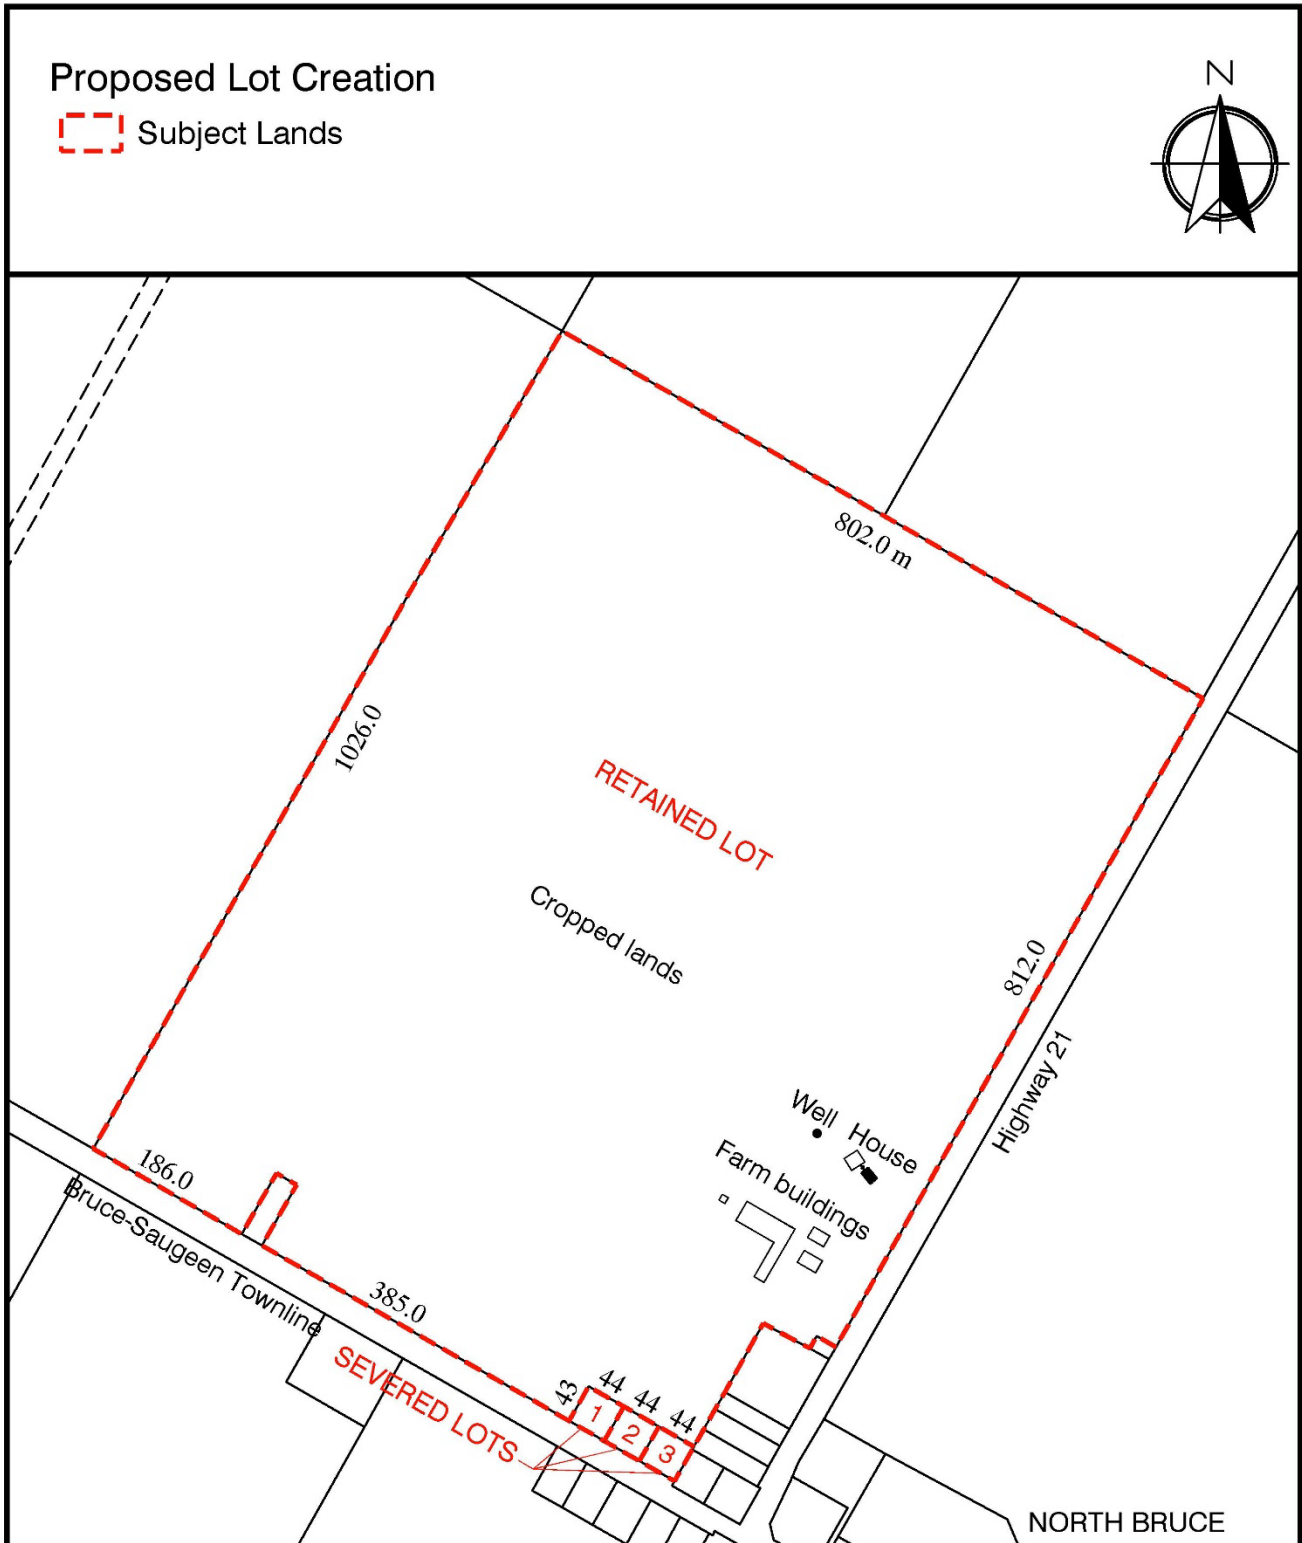 Proposed Lot Creation
N
Subject Lands
802.0 m
1026.0
RETAINED LOT
Cropped lands
812.0
Highway 21
Well
House
Farm buildings
186.0
Bruce-Saugeen Townline
385.0
SEVERED LOTS
43
44
44
44
1
2
3
NORTH BRUCE